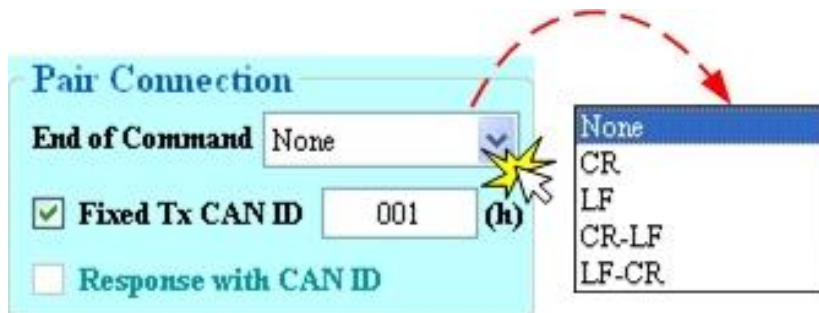 Pair Connection
End of Command None
Fixed Tx CAN ID 001 (h)
Response with CAN ID
None
CR
LF
CR-LF
LF-CR